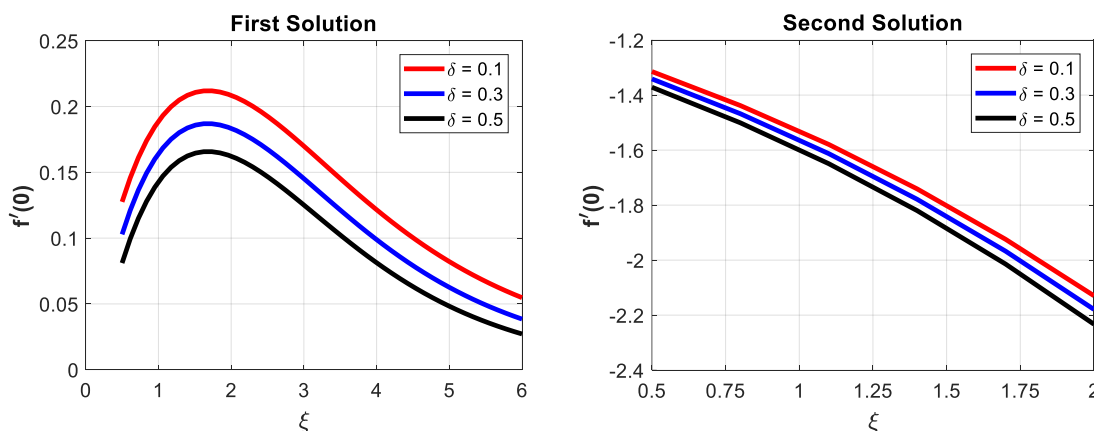 First Solution
f′(0)
0.25
0.2
0.15
0.1
0.05
0
0 1 2 3 4 5 6
ξ
δ = 0.1
δ = 0.3
δ = 0.5
Second Solution
f′(0)
-1.2
-1.4
-1.6
-1.8
-2
-2.2
-2.4
0.5 0.75 1 1.25 1.5 1.75 2
ξ
δ = 0.1
δ = 0.3
δ = 0.5